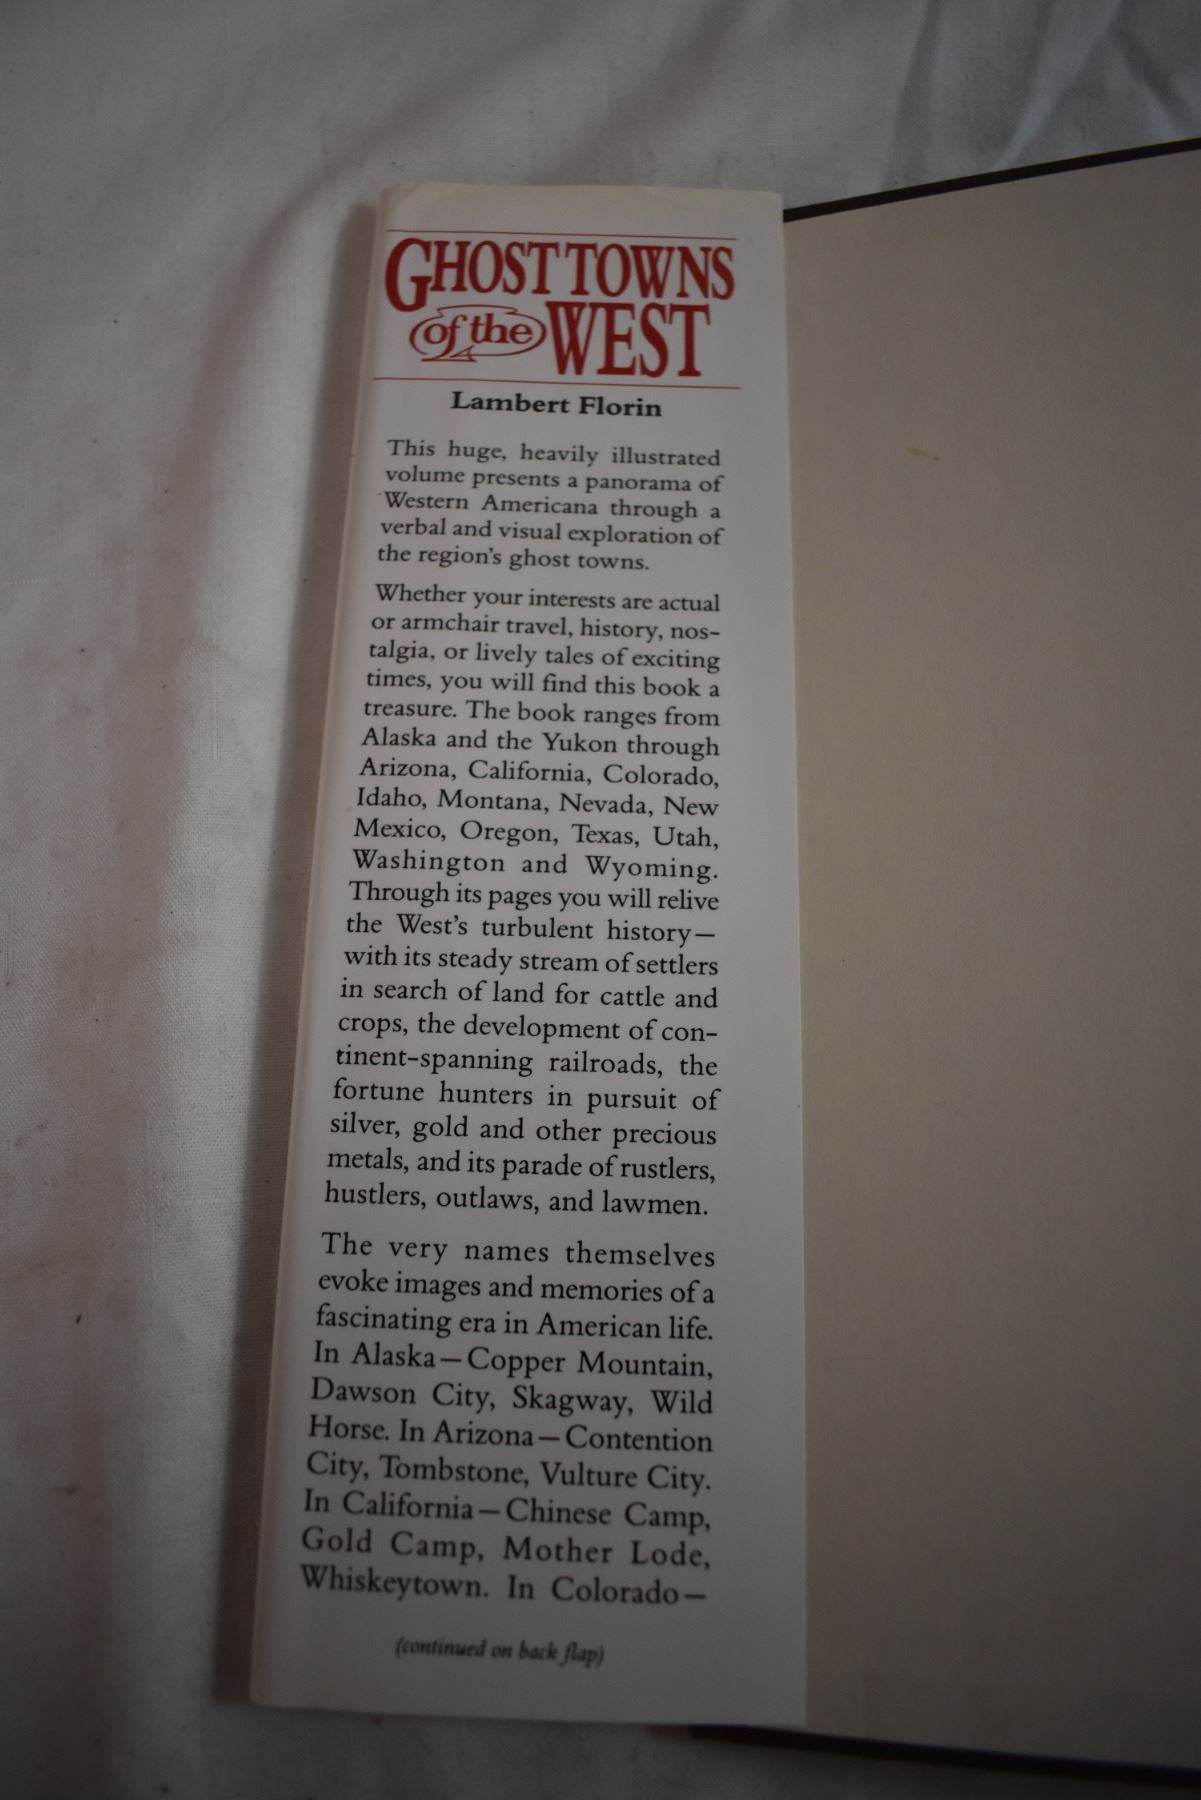 GHOST TOWNS
of the WEST
Lambert Florin
This huge, heavily illustrated
volume presents a panorama of
Western Americana through a
verbal and visual exploration of
the region's ghost towns.
Whether your interests are actual
or armchair travel, history, nos-
talgia, or lively tales of exciting
times, you will find this book a
treasure. The book ranges from
Alaska and the Yukon through
Arizona, California, Colorado,
Idaho, Montana, Nevada, New
Mexico, Oregon, Texas, Utah,
Washington and Wyoming.
Through its pages you will relive
the West's turbulent history—
with its steady stream of settlers
in search of land for cattle and
crops, the development of con-
tinent-spanning railroads, the
fortune hunters in pursuit of
silver, gold and other precious
metals, and its parade of rustlers,
hustlers, outlaws, and lawmen.
The very names themselves
evoke images and memories of a
fascinating era in American life.
In Alaska—Copper Mountain,
Dawson City, Skagway, Wild
Horse. In Arizona—Contention
City, Tombstone, Vulture City.
In California—Chinese Camp,
Gold Camp, Mother Lode,
Whiskeytown. In Colorado—
(continued on back flap)